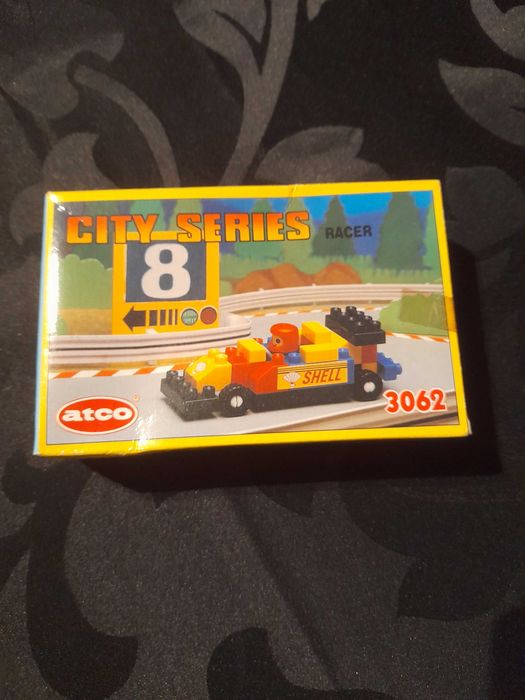 CITY SERIES RACER
8
SHELL
atco
3062